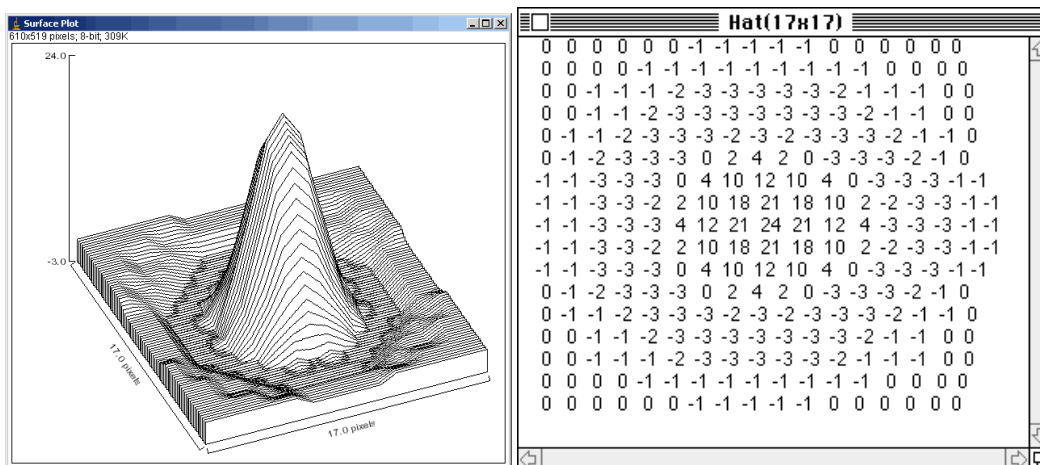 Surface Plot
610x519 pixels; 8-bit; 309K
24.0
-3.0
17.0 pixels
17.0 pixels
Hat(17x17)
0 0 0 0 0 0 -1 -1 -1 -1 -1 0 0 0 0 0 0
0 0 0 0 -1 -1 -1 -1 -1 -1 -1 -1 -1 0 0 0 0
0 0 -1 -1 -1 -2 -3 -3 -3 -3 -3 -2 -1 -1 -1 0 0
0 0 -1 -1 -2 -3 -3 -3 -3 -3 -3 -3 -2 -1 -1 0 0
0 -1 -1 -2 -3 -3 -3 -2 -3 -2 -3 -3 -3 -2 -1 -1 0
0 -1 -2 -3 -3 -3 0 2 4 2 0 -3 -3 -3 -2 -1 0
-1 -1 -3 -3 -3 0 4 10 12 10 4 0 -3 -3 -3 -1 -1
-1 -1 -3 -3 -2 2 10 18 21 18 10 2 -2 -3 -3 -1 -1
-1 -1 -3 -3 -3 4 12 21 24 21 12 4 -3 -3 -3 -1 -1
-1 -1 -3 -3 -2 2 10 18 21 18 10 2 -2 -3 -3 -1 -1
-1 -1 -3 -3 -3 0 4 10 12 10 4 0 -3 -3 -3 -1 -1
0 -1 -2 -3 -3 -3 0 2 4 2 0 -3 -3 -3 -2 -1 0
0 -1 -1 -2 -3 -3 -3 -2 -3 -2 -3 -3 -3 -2 -1 -1 0
0 0 -1 -1 -2 -3 -3 -3 -3 -3 -3 -3 -2 -1 -1 0 0
0 0 -1 -1 -1 -2 -3 -3 -3 -3 -3 -2 -1 -1 -1 0 0
0 0 0 0 -1 -1 -1 -1 -1 -1 -1 -1 -1 0 0 0 0
0 0 0 0 0 0 -1 -1 -1 -1 -1 0 0 0 0 0 0